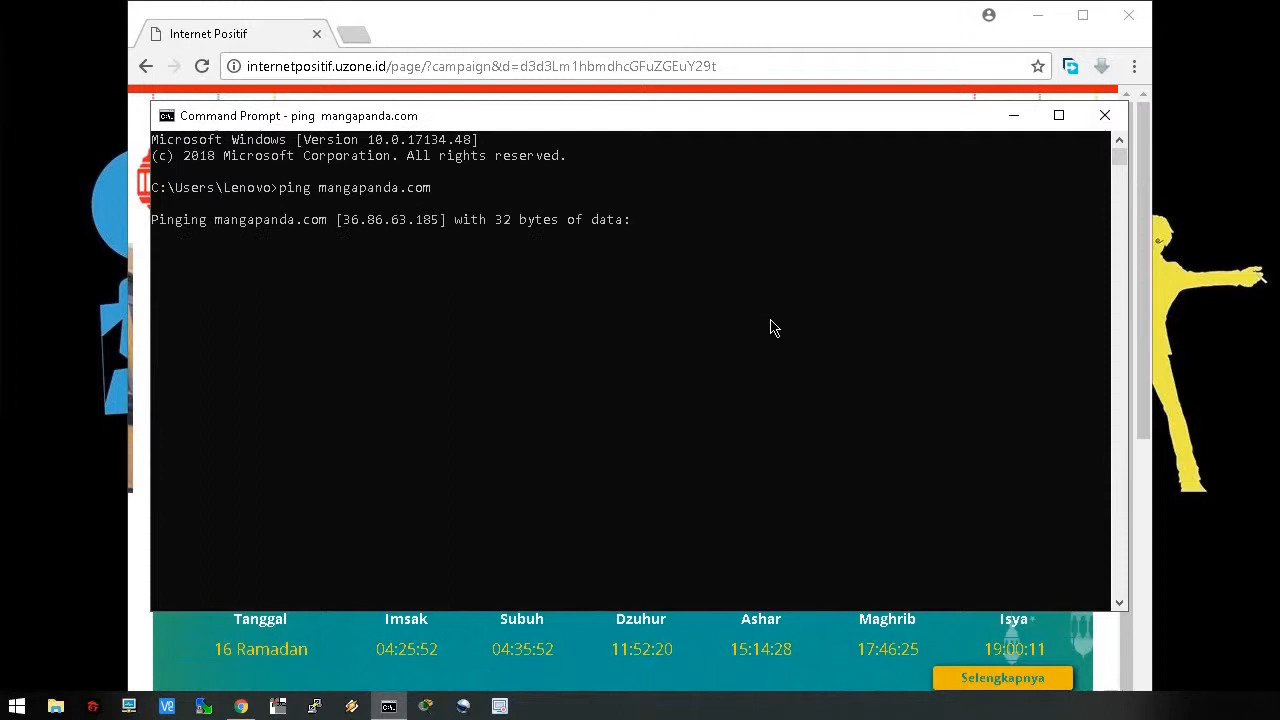 Internet Positif
internetpositif.uzone.id/page/?campaign&d=d3d3Lm1hbmdhcGFuZGEuY29t
Command Prompt - ping  mangapanda.com
Microsoft Windows [Version 10.0.17134.48]
(c) 2018 Microsoft Corporation. All rights reserved.
C:\Users\Lenovo>ping mangapanda.com
Pinging mangapanda.com [36.86.63.185] with 32 bytes of data:
Tanggal Imsak Subuh Dzuhur Ashar Maghrib Isya
16 Ramadan 04:25:52 04:35:52 11:52:20 15:14:28 17:46:25 19:00:11
Selengkapnya